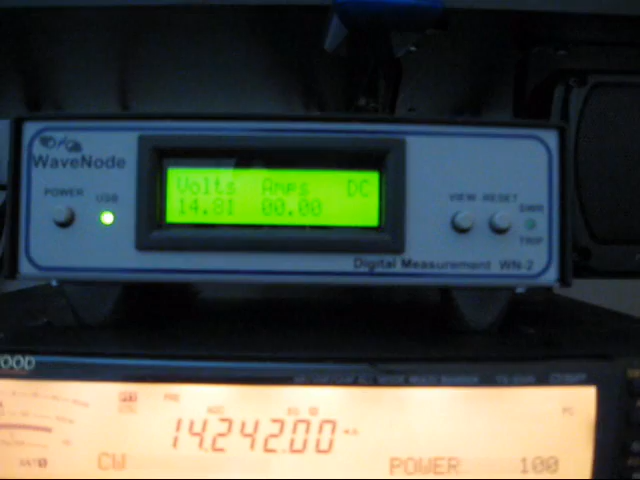 WaveNode
POWER
USB
Volts Amps DC
14.81 00.00
VIEW RESET
SWR
TRIP
Digital Measurement WN-2
OOD
14.242.00
CW
POWER 100